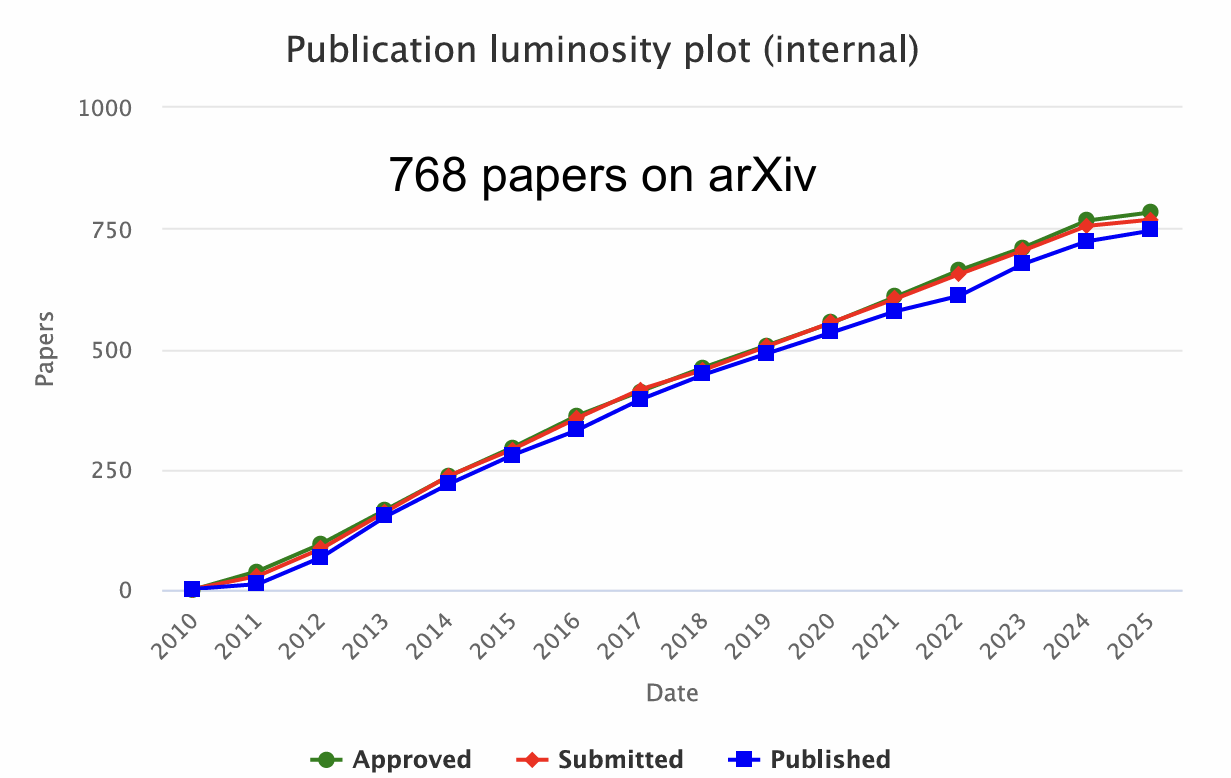 Publication luminosity plot (internal)
1000
768 papers on arXiv
750
500
Papers
250
0
2010 2011 2012 2013 2014 2015 2016 2017 2018 2019 2020 2021 2022 2023 2024 2025
Date
Approved Submitted Published